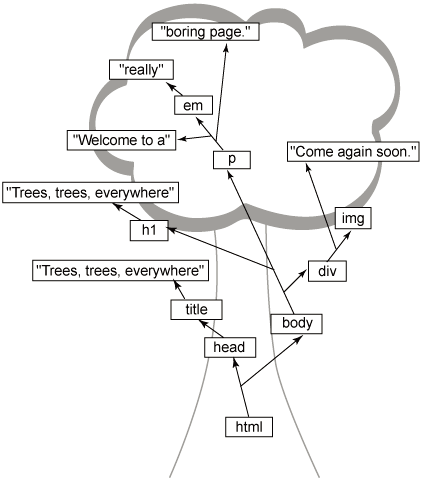 "boring page."
"really"
em
"Welcome to a"
p
"Come again soon."
"Trees, trees, everywhere"
img
h1
"Trees, trees, everywhere"
div
title
body
head
html